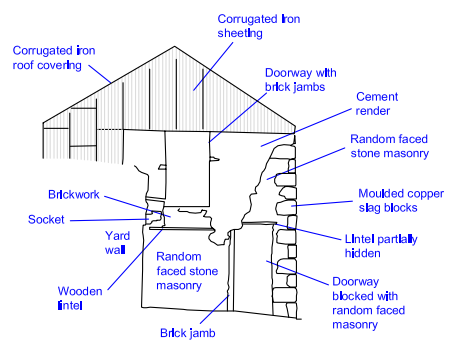 Corrugated iron
sheeting
Corrugated iron
roof covering
Doorway with
brick jambs
Cement
render
Random faced
stone masonry
Brickwork
Moulded copper
slag blocks
Socket
Yard
wall
Lintel partially
hidden
Random
faced stone
masonry
Wooden
lintel
Doorway
blocked with
random faced
masonry
Brick jamb